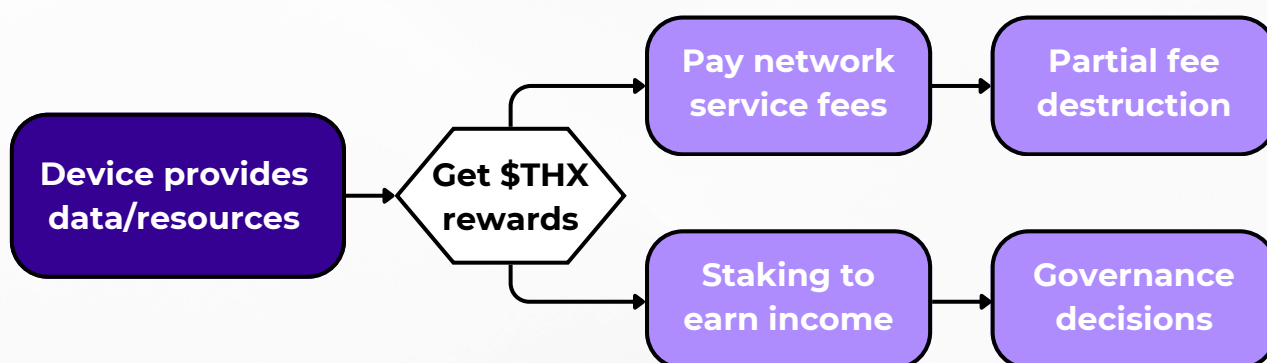 Device provides
data/resources
Get $THX
rewards
Pay network
service fees
Partial fee
destruction
Staking to
earn income
Governance
decisions